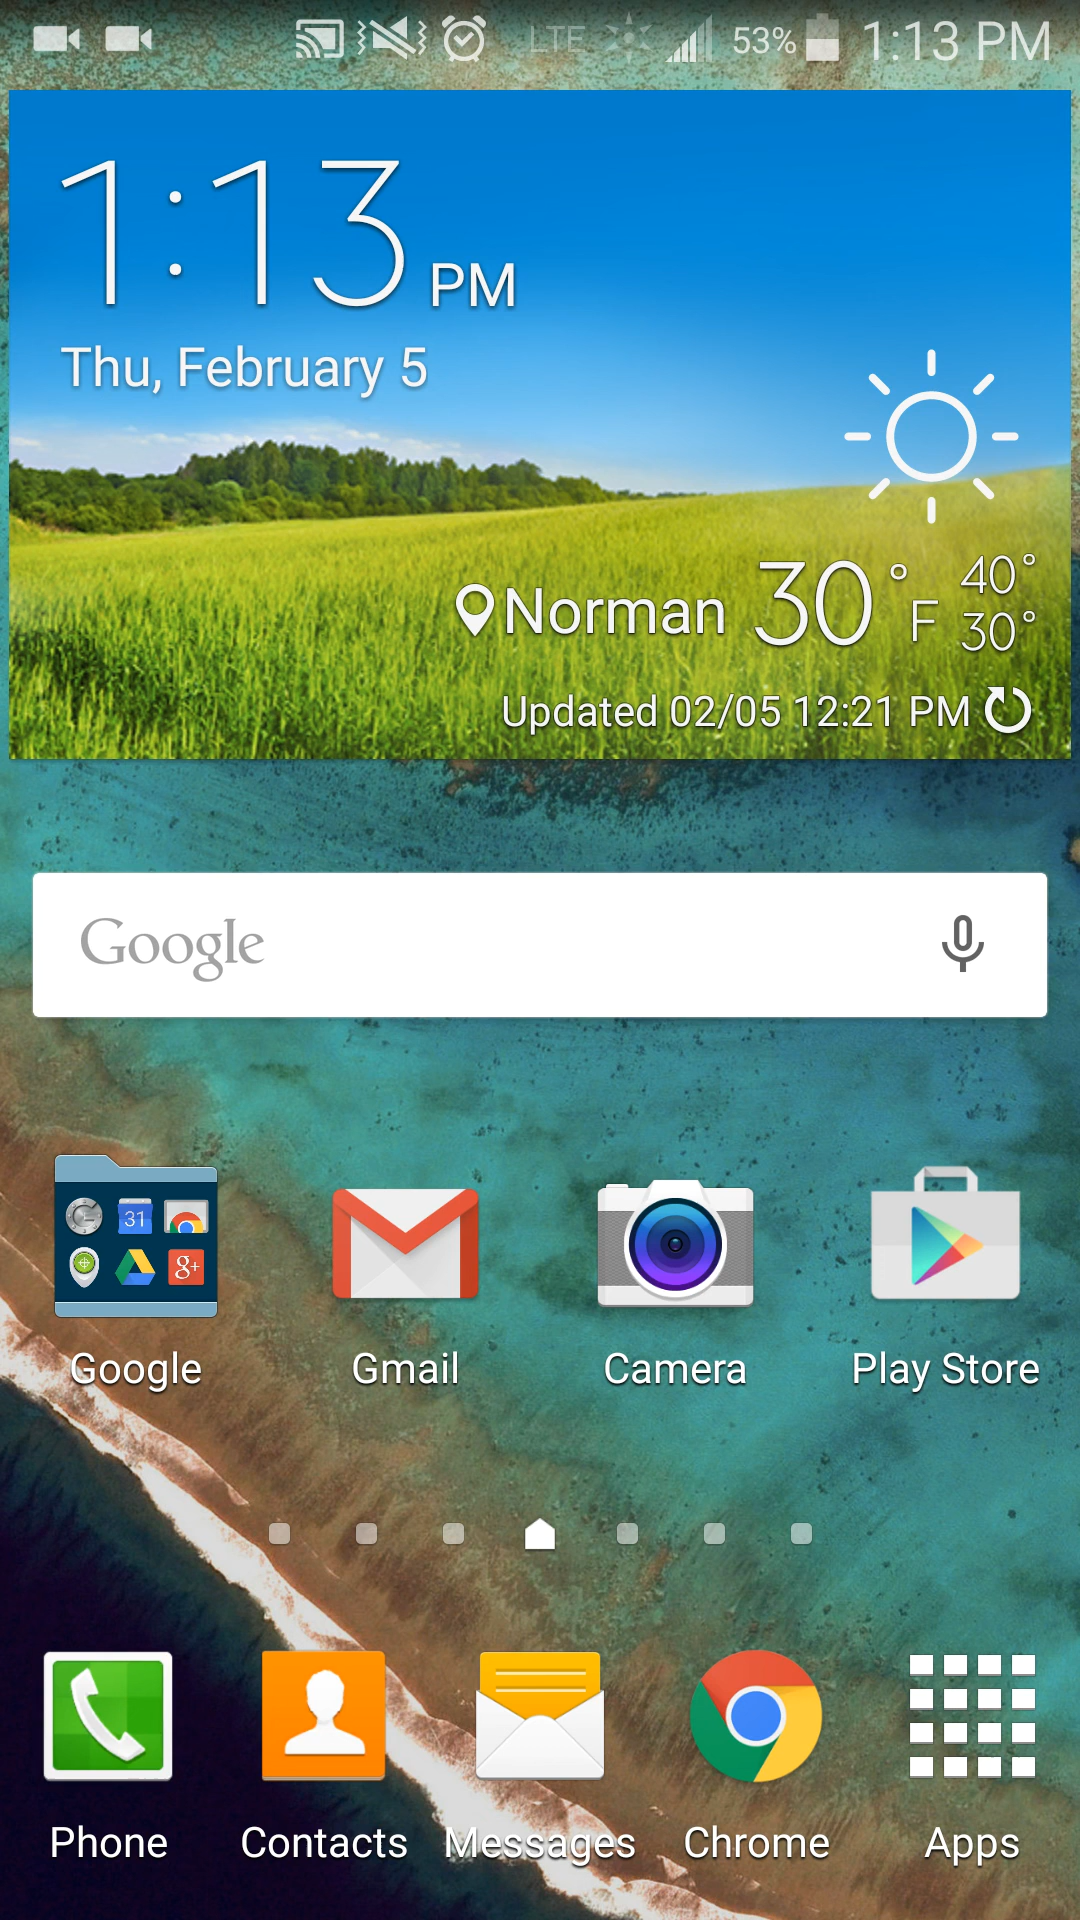 LTE 53% 1:13 PM
1:13 PM
Thu, February 5
Norman 30°F 40° 30°
Updated 02/05 12:21 PM
Google
31
g+
Google Gmail Camera Play Store
Phone Contacts Messages Chrome Apps